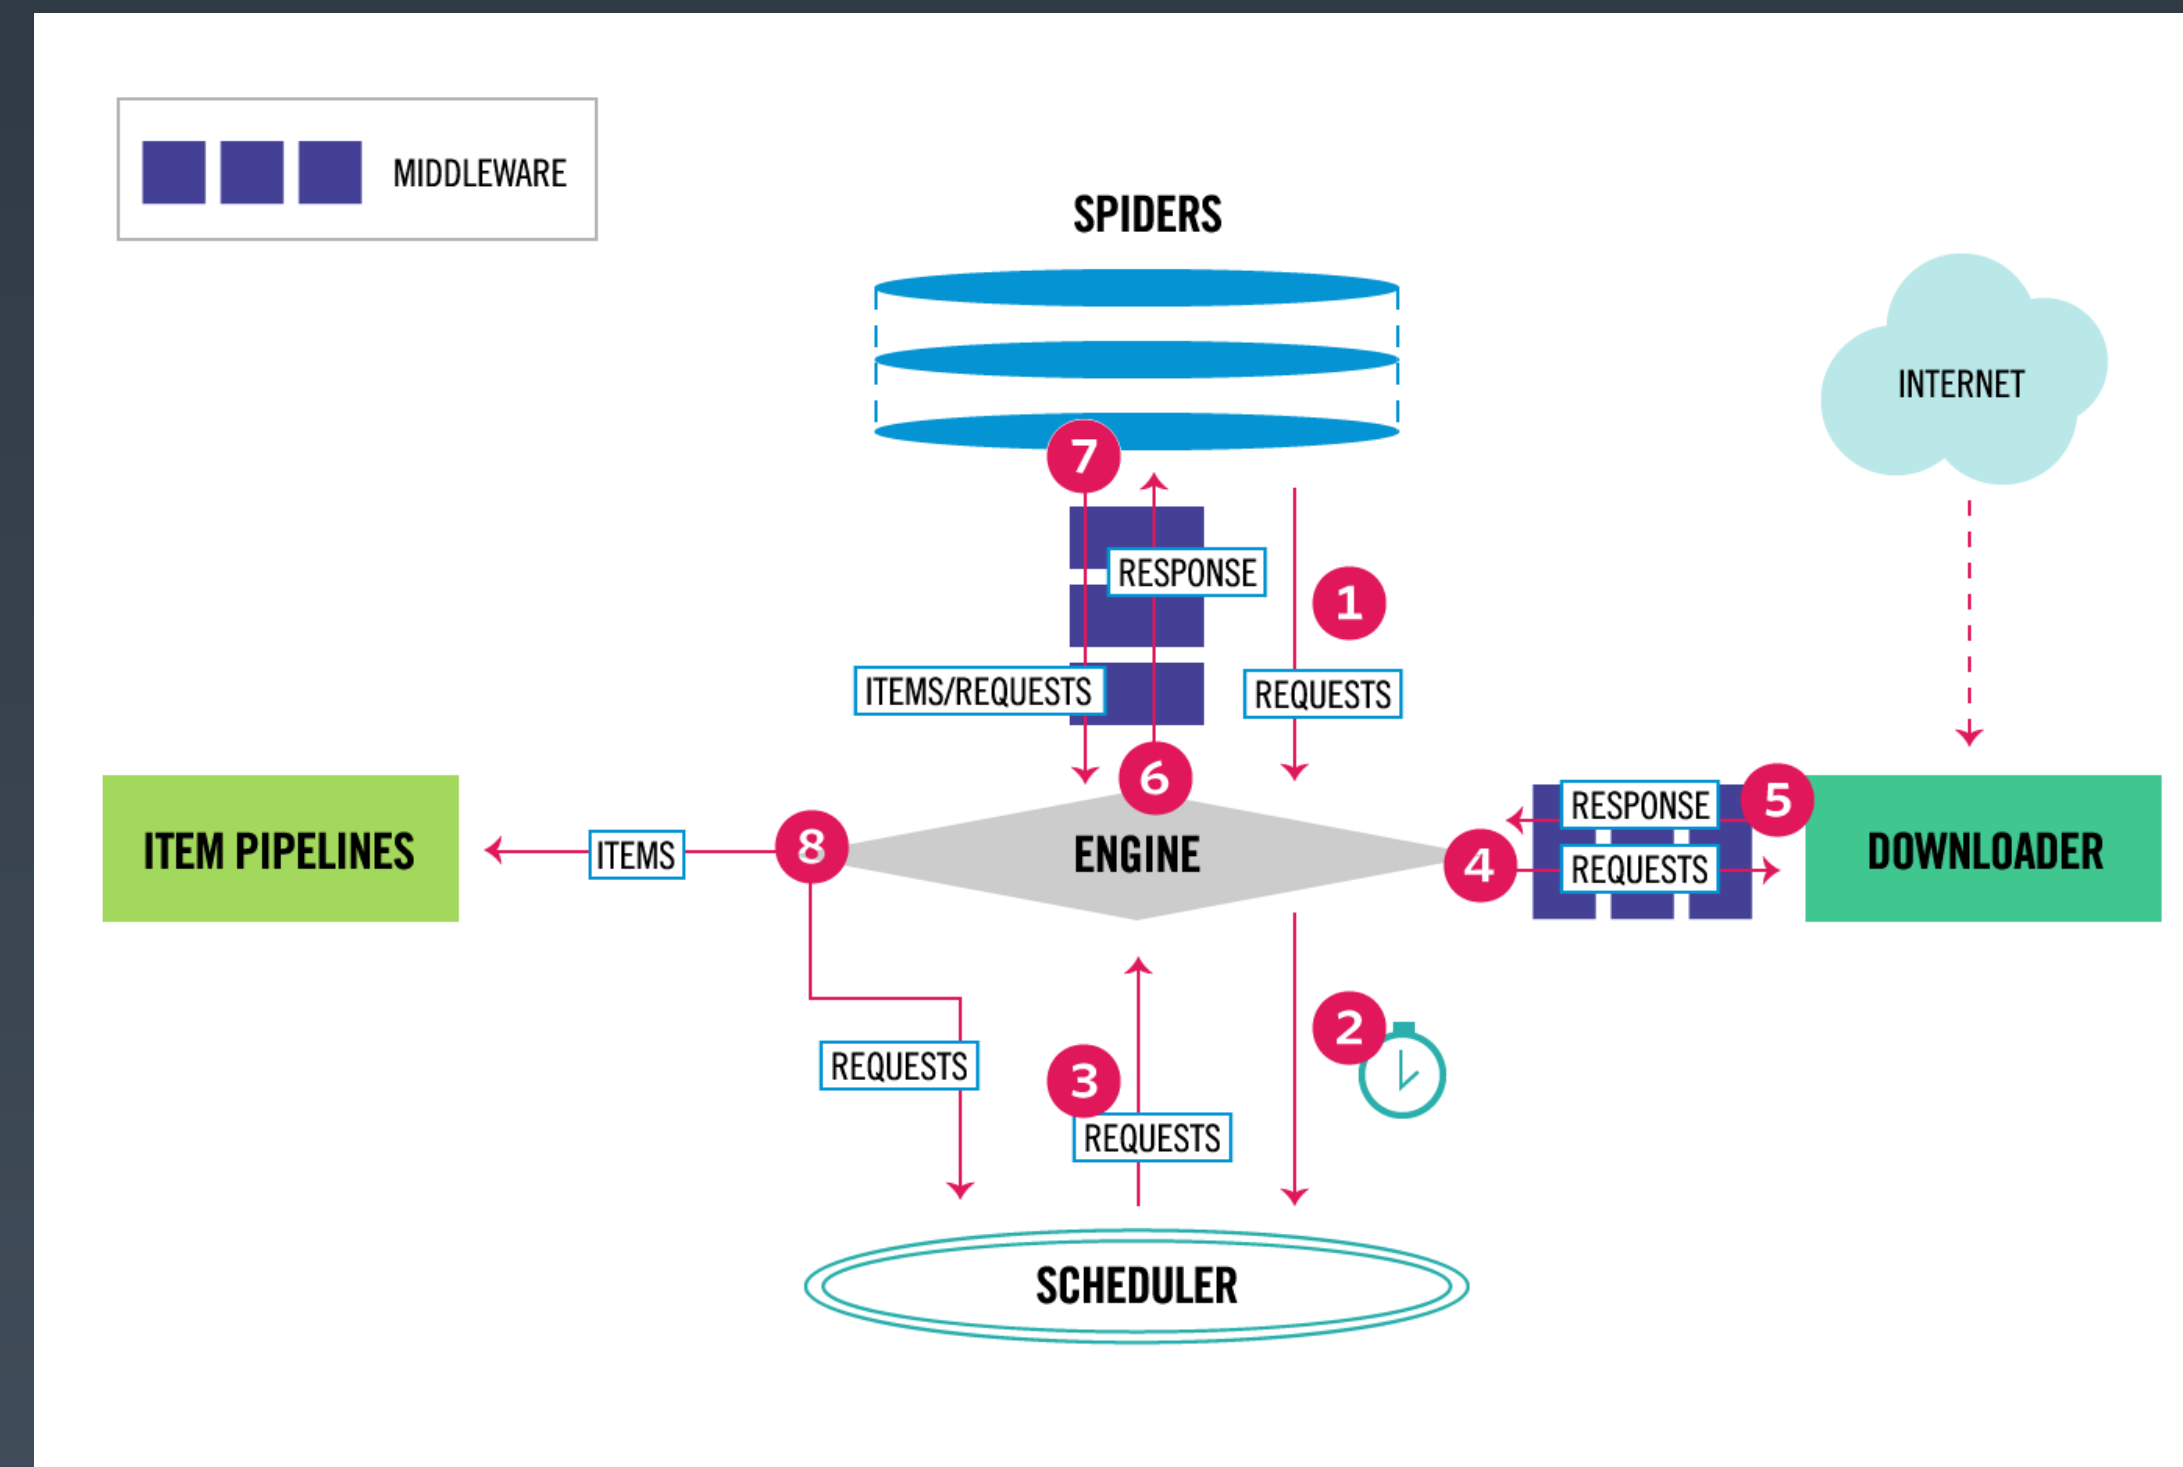 MIDDLEWARE
SPIDERS
INTERNET
7
RESPONSE
1
ITEMS/REQUESTS
REQUESTS
6
5
RESPONSE
ITEM PIPELINES
ITEMS
8
ENGINE
4
REQUESTS
DOWNLOADER
2
REQUESTS
3
REQUESTS
SCHEDULER